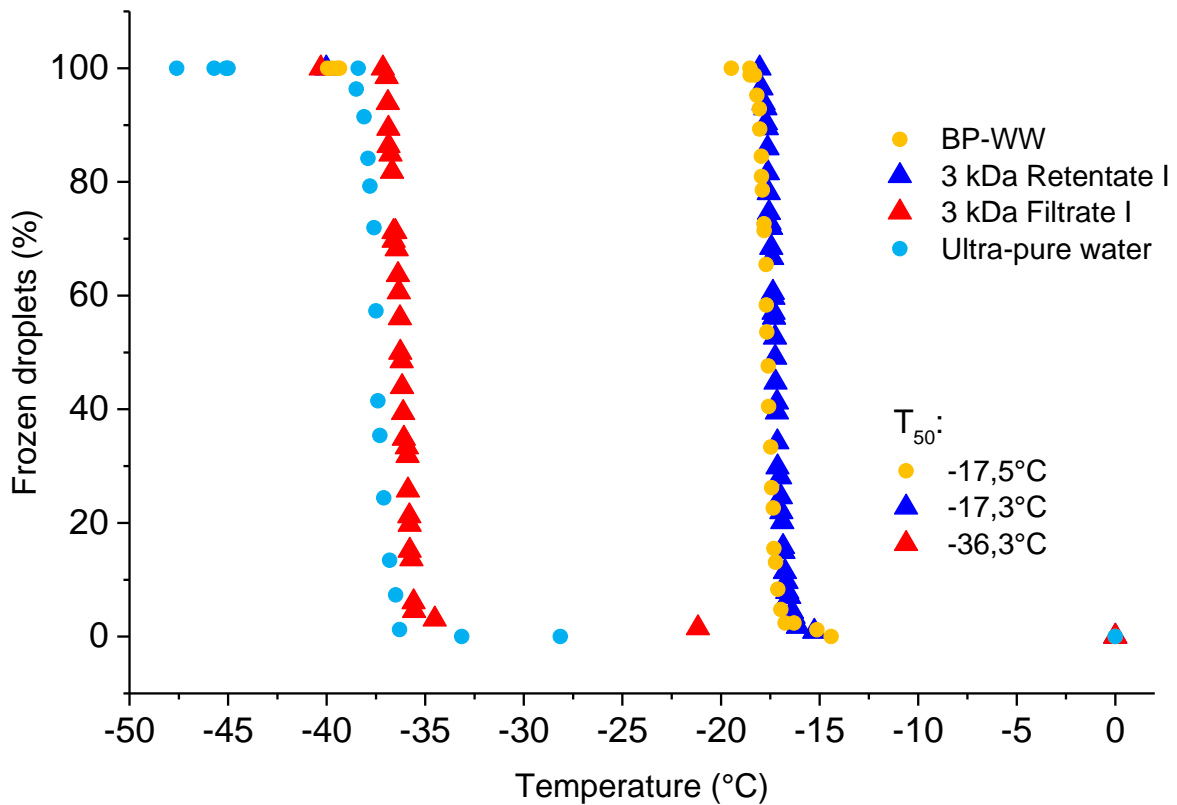 100
80
60
40
20
0
Frozen droplets (%)
-50 -45 -40 -35 -30 -25 -20 -15 -10 -5 0
Temperature (°C)
BP-WW
3 kDa Retentate I
3 kDa Filtrate I
Ultra-pure water
T50:
-17,5°C
-17,3°C
-36,3°C